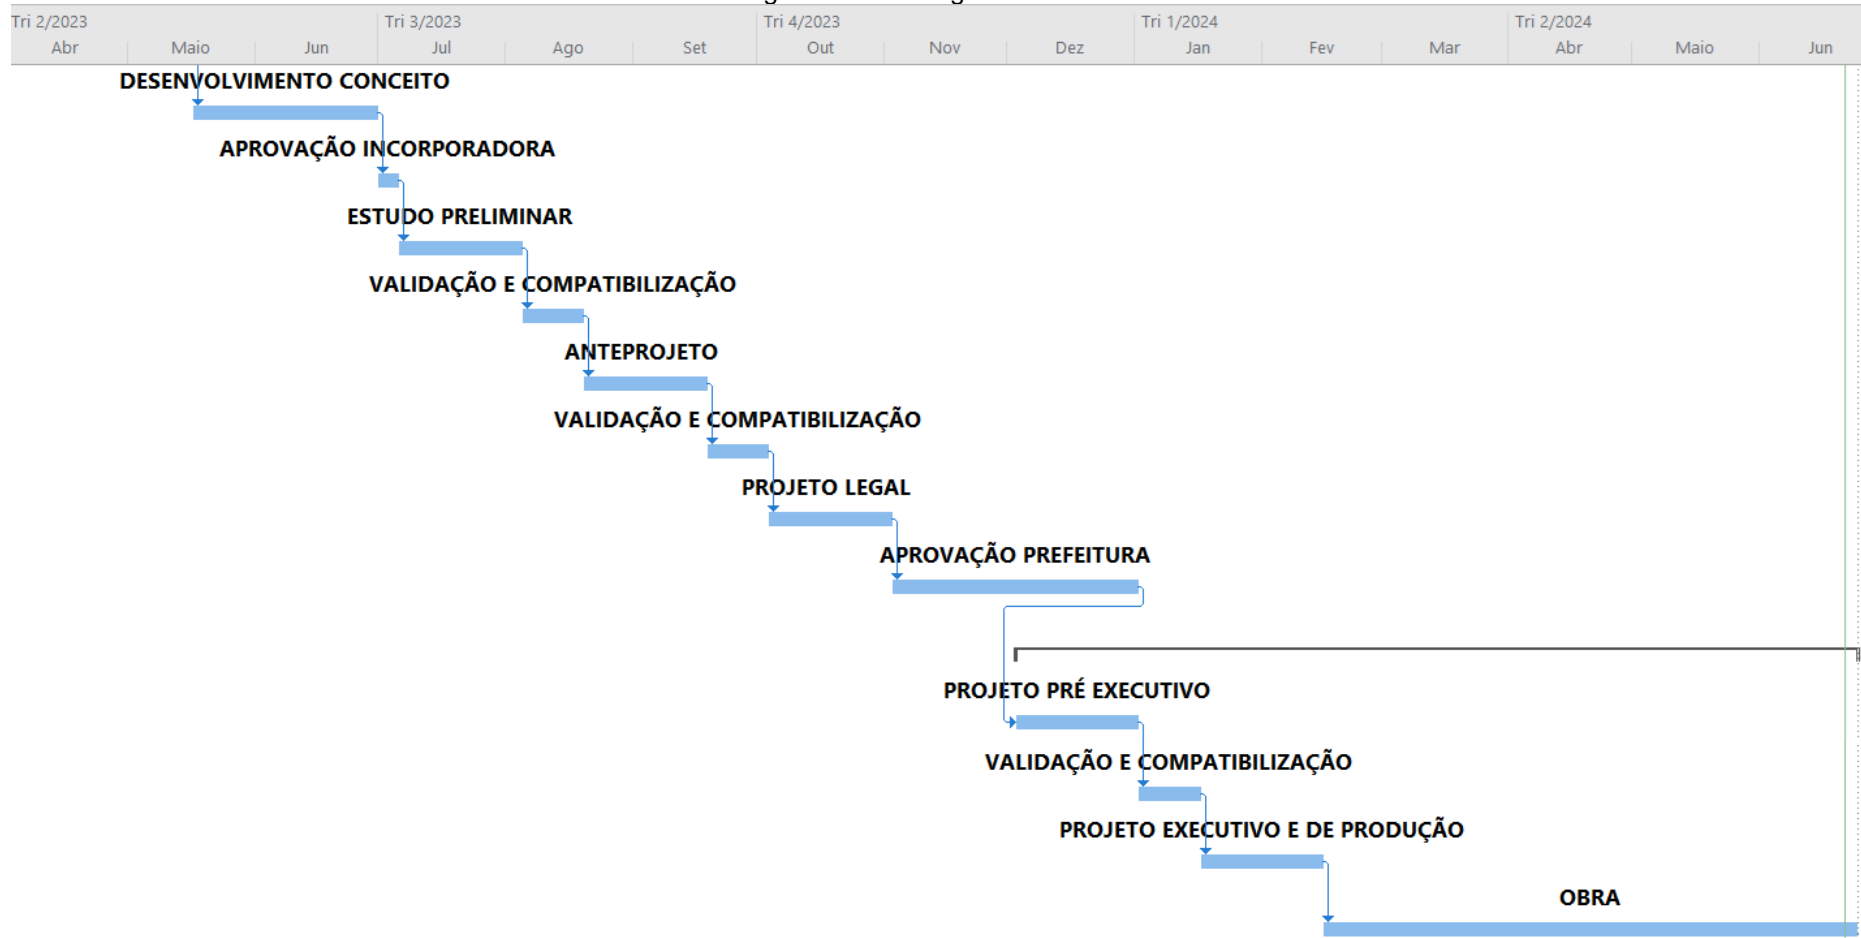 Tri 2/2023 Tri 3/2023 Tri 4/2023 Tri 1/2024 Tri 2/2024
Abr Maio Jun Jul Ago Set Out Nov Dez Jan Fev Mar Abr Maio Jun
DESENVOLVIMENTO CONCEITO
APROVAÇÃO INCORPORADORA
ESTUDO PRELIMINAR
VALIDAÇÃO E COMPATIBILIZAÇÃO
ANTEPROJETO
VALIDAÇÃO E COMPATIBILIZAÇÃO
PROJETO LEGAL
APROVAÇÃO PREFEITURA
PROJETO PRÉ EXECUTIVO
VALIDAÇÃO E COMPATIBILIZAÇÃO
PROJETO EXECUTIVO E DE PRODUÇÃO
OBRA